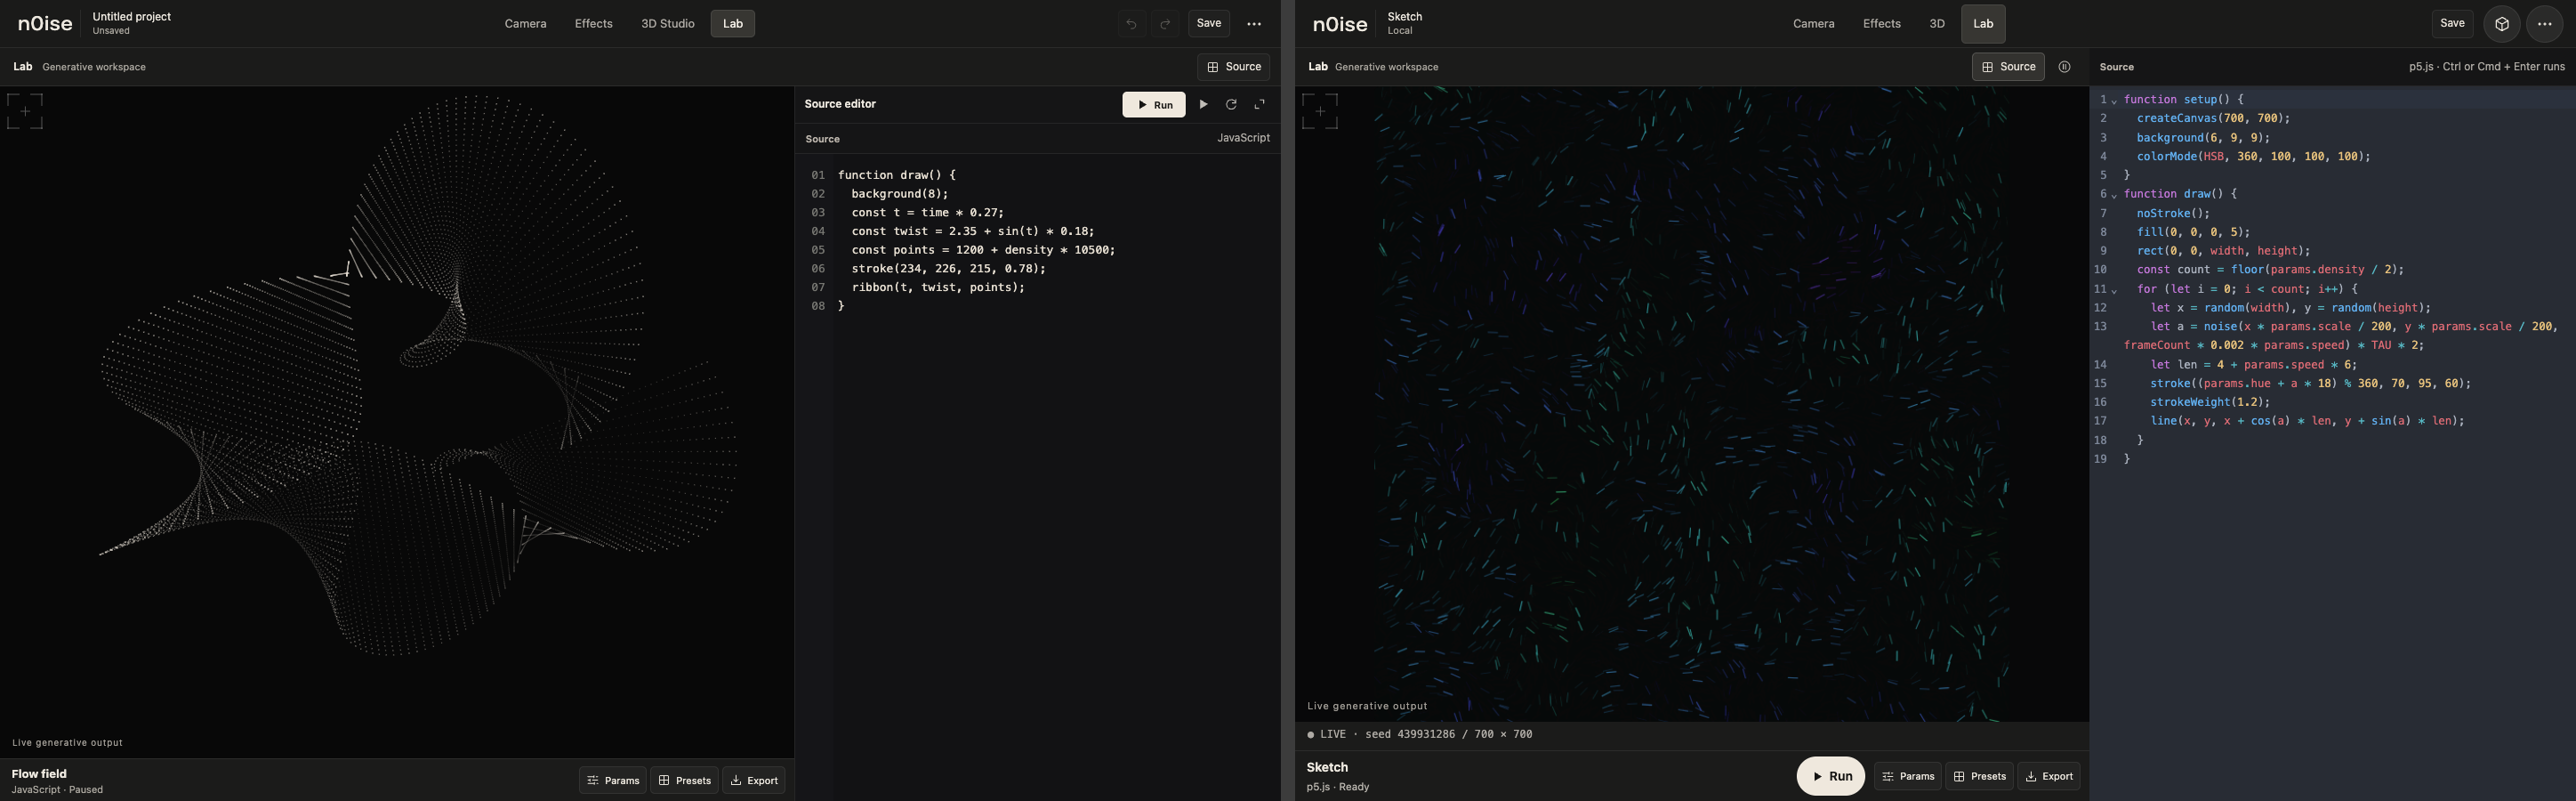 n0ise
Untitled project
Unsaved
Camera
Effects
3D Studio
Lab
Save
Lab
Generative workspace
Source
Source editor
Run
Source
JavaScript
01 function draw() {
02   background(8);
03   const t = time * 0.27;
04   const twist = 2.35 + sin(t) * 0.18;
05   const points = 1200 + density * 10500;
06   stroke(234, 226, 215, 0.78);
07   ribbon(t, twist, points);
08 }
Live generative output
Flow field
JavaScript · Paused
Params
Presets
Export
n0ise
Sketch
Local
Camera
Effects
3D
Lab
Save
Lab
Generative workspace
Source
Source
p5.js · Ctrl or Cmd + Enter runs
1 function setup() {
2   createCanvas(700, 700);
3   background(6, 9, 9);
4   colorMode(HSB, 360, 100, 100, 100);
5 }
6 function draw() {
7   noStroke();
8   fill(0, 0, 0, 5);
9   rect(0, 0, width, height);
10   const count = floor(params.density / 2);
11   for (let i = 0; i < count; i++) {
12     let x = random(width), y = random(height);
13     let a = noise(x * params.scale / 200, y * params.scale / 200,
frameCount * 0.002 * params.speed) * TAU * 2;
14     let len = 4 + params.speed * 6;
15     stroke((params.hue + a * 18) % 360, 70, 95, 60);
16     strokeWeight(1.2);
17     line(x, y, x + cos(a) * len, y + sin(a) * len);
18   }
19 }
Live generative output
LIVE · seed 439931286 / 700 × 700
Sketch
p5.js · Ready
Run
Params
Presets
Export